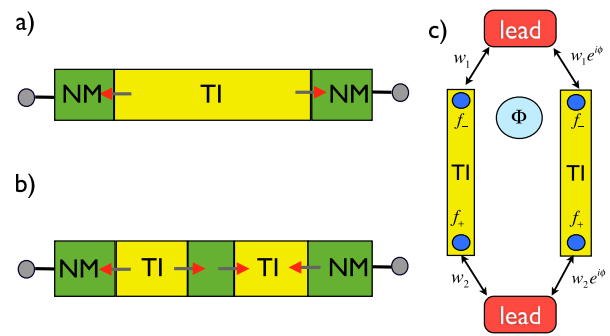 a)
NM TI NM
b)
NM TI TI NM
c)
lead
w₁ w₁e^{iϕ}
f₋ Φ f₋
TI TI
f₊ f₊
w₂ w₂e^{iϕ}
lead